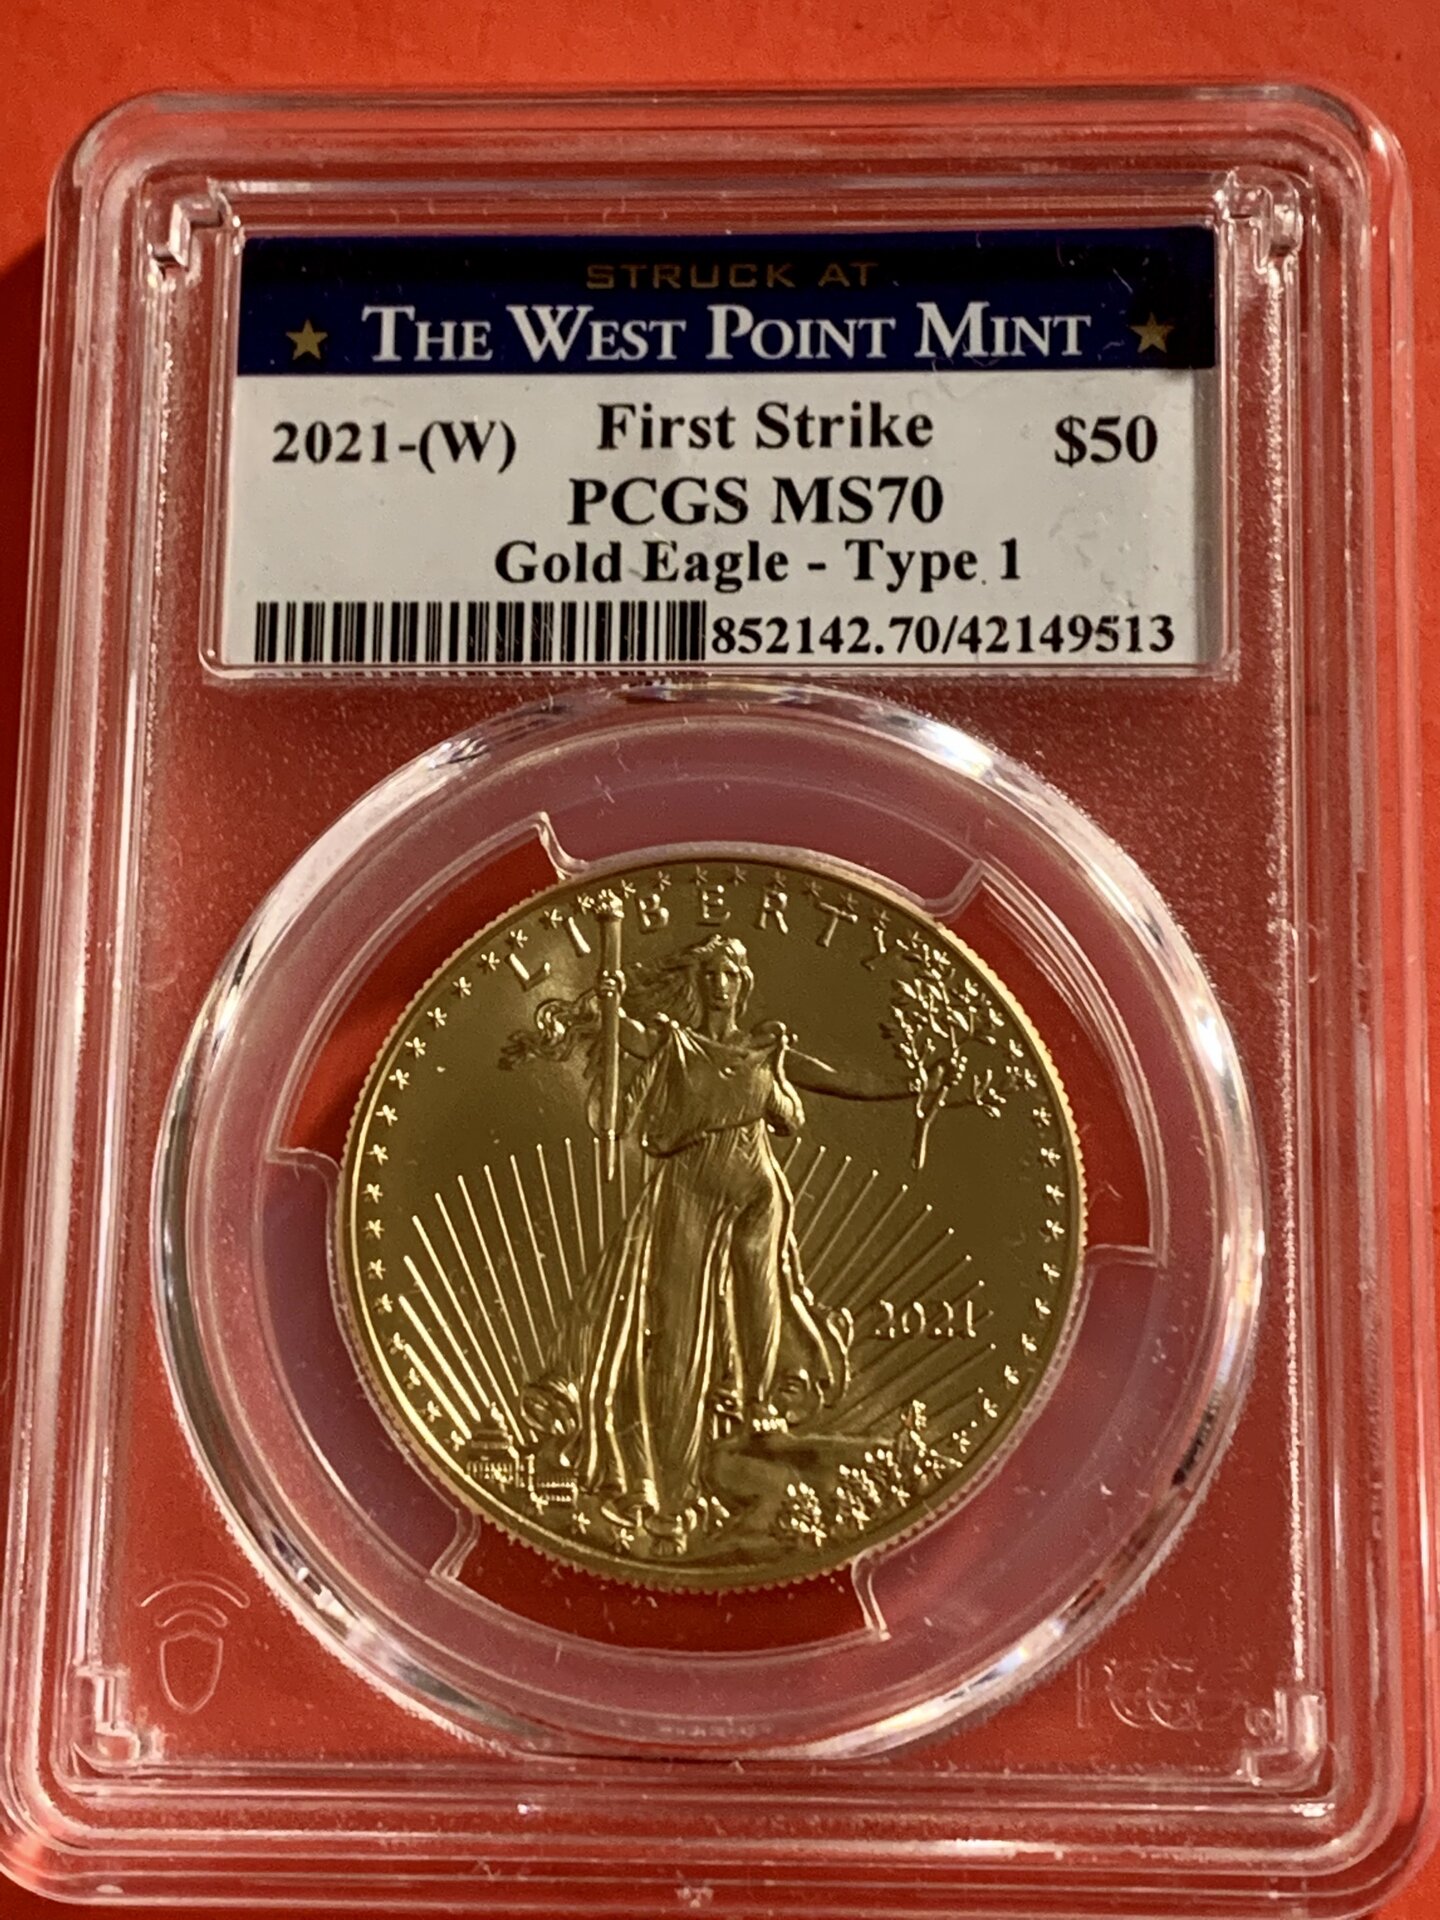 STRUCK AT
THE WEST POINT MINT
2021-(W) First Strike $50
PCGS MS70
Gold Eagle - Type 1
852142.70/42149513
LIBERTY
2021
PCGS